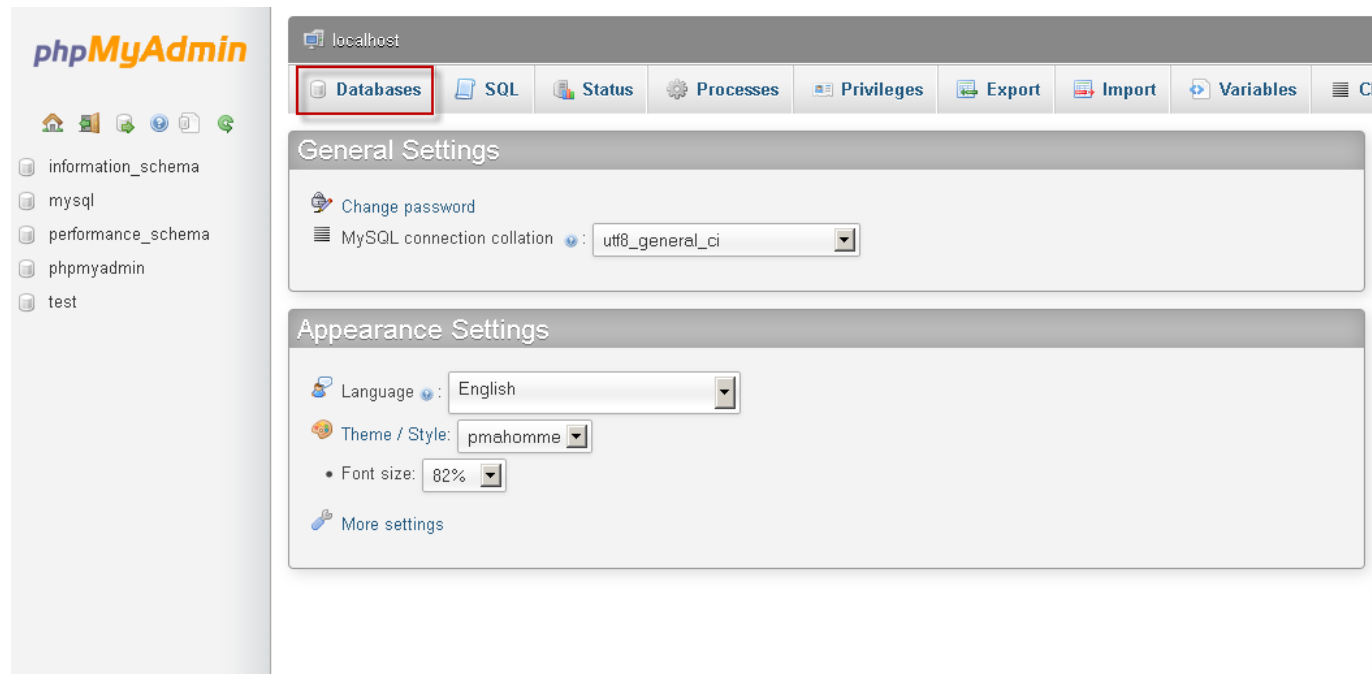 phpMyAdmin
information_schema
mysql
performance_schema
phpmyadmin
test
localhost
Databases SQL Status Processes Privileges Export Import Variables
General Settings
Change password
MySQL connection collation : utf8_general_ci
Appearance Settings
Language : English
Theme / Style: pmahomme
• Font size: 82%
More settings